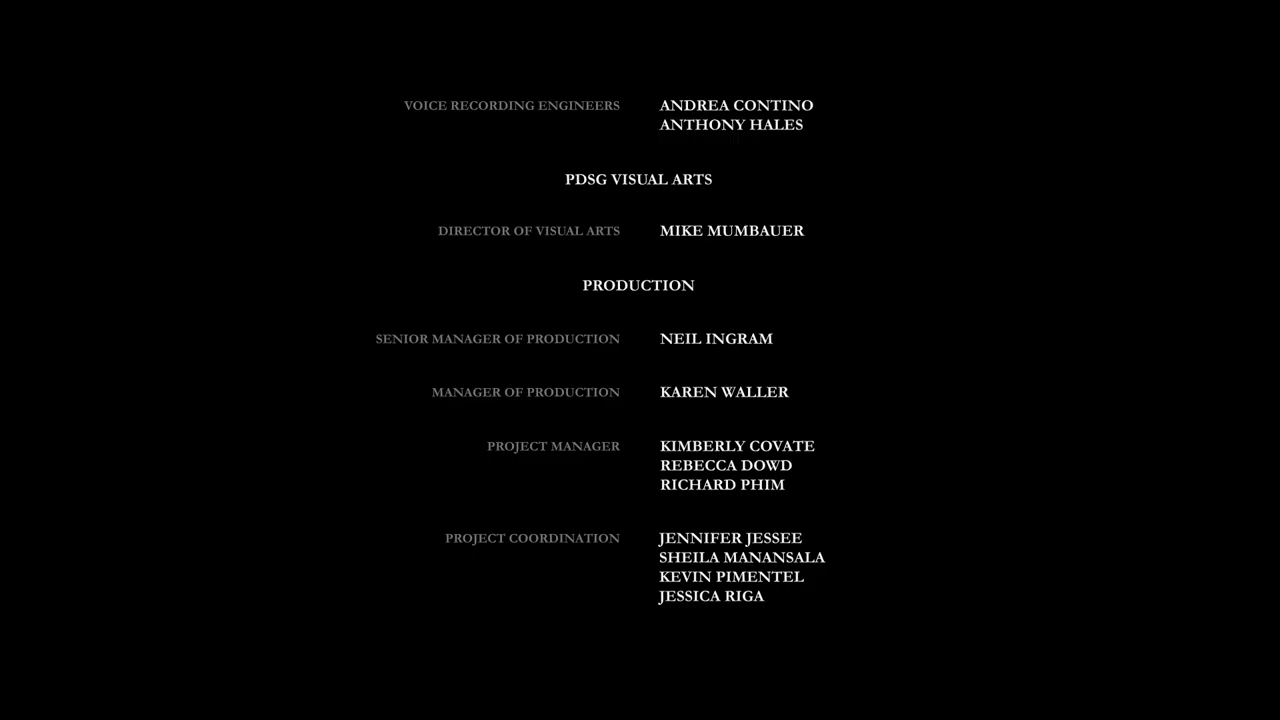 VOICE RECORDING ENGINEERS ANDREA CONTINO
ANTHONY HALES
PDSG VISUAL ARTS
DIRECTOR OF VISUAL ARTS MIKE MUMBAUER
PRODUCTION
SENIOR MANAGER OF PRODUCTION NEIL INGRAM
MANAGER OF PRODUCTION KAREN WALLER
PROJECT MANAGER KIMBERLY COVATE
REBECCA DOWD
RICHARD PHIM
PROJECT COORDINATION JENNIFER JESSEE
SHEILA MANANSALA
KEVIN PIMENTEL
JESSICA RIGA